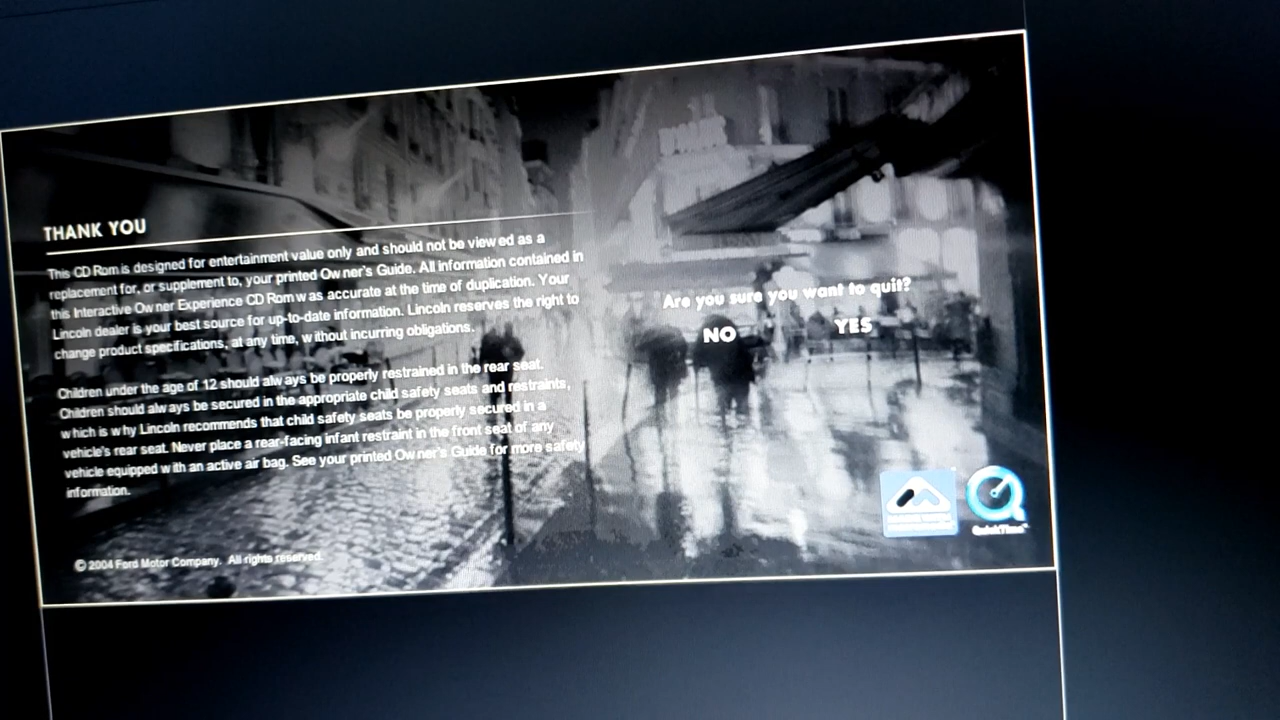 THANK YOU
This CD Rom is designed for entertainment value only and should not be viewed as a
replacement for, or supplement to, your printed Owner's Guide. All information contained in
this Interactive Owner Experience CD Rom was accurate at the time of duplication. Your
Lincoln dealer is your best source for up-to-date information. Lincoln reserves the right to
change product specifications, at any time, without incurring obligations.
Children under the age of 12 should always be properly restrained in the rear seat.
Children should always be secured in the appropriate child safety seats and restraints,
which is why Lincoln recommends that child safety seats be properly secured in a
vehicle's rear seat. Never place a rear-facing infant restraint in the front seat of any
vehicle equipped with an active air bag. See your printed Owner's Guide for more safety
information.
© 2004 Ford Motor Company. All rights reserved.
Are you sure you want to quit?
NO YES
QuickTime™